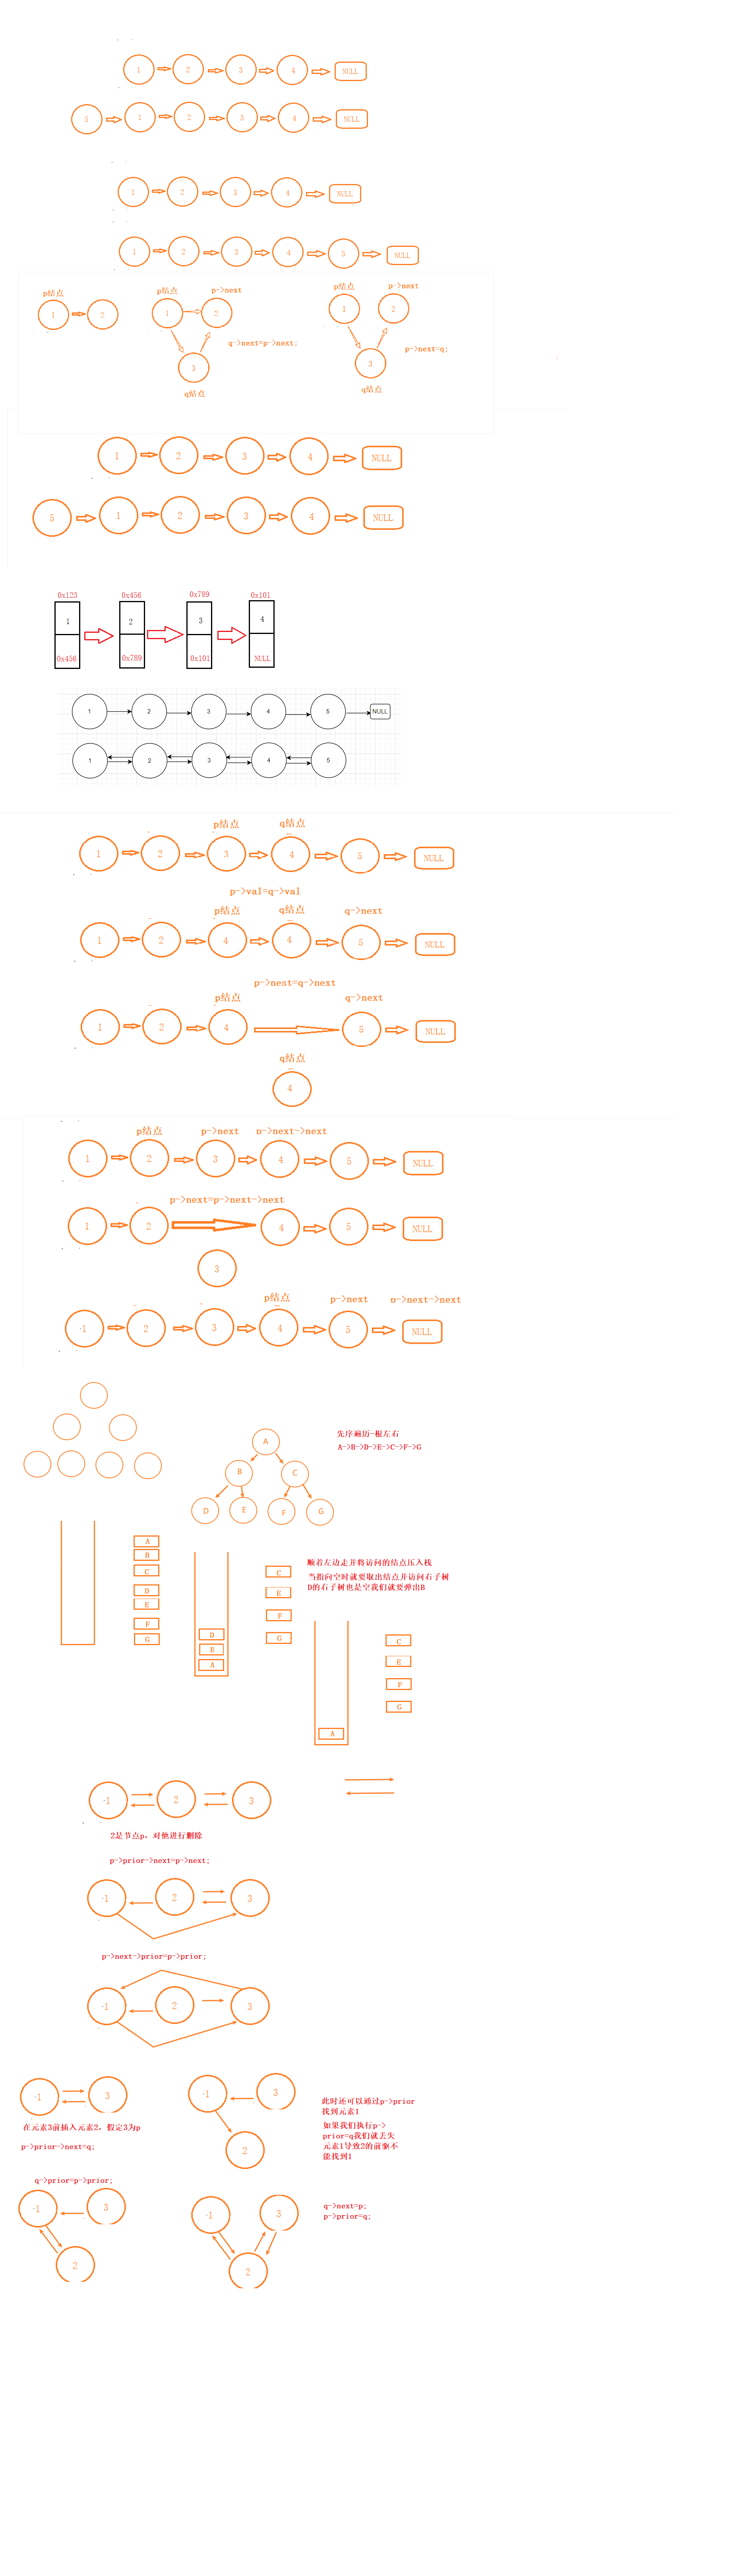 1 2 3 4 NULL
5 1 2 3 4 NULL
1 2 3 4 NULL
1 2 3 4 5 NULL
p结点 p结点 p->next p结点 p->next
1 2 1 2 1 2
q->next=p->next; p->next=q;
3 3
q结点 q结点
1 2 3 4 NULL
5 1 2 3 4 NULL
0x123 0x456 0x789 0x101
1 2 3 4
0x456 0x789 0x101 NULL
1 2 3 4 5 NULL
1 2 3 4 5
p结点 q结点
1 2 3 4 5 NULL
p->val=q->val
p结点 q结点 q->next
1 2 4 4 5 NULL
p->nest=q->next
p结点 q->next
1 2 4 5 NULL
q结点
4
p结点 p->next p->next->next
1 2 3 4 5 NULL
p->next=p->next->next
1 2 4 5 NULL
3
p结点 p->next p->next->next
1 2 3 4 5 NULL
先序遍历-根左右
A->B->D->E->C->F->G
A
B C
D E F G
A
B
C
D
E
F
G
顺着左边走并将访问的结点压入栈
当指向空时就要取出结点并访问右子树
D的右子树也是空我们就要弹出B
C
E
F
G
D
B
A
C
E
F
G
A
1 2 3
2是节点p，对他进行删除
p->prior->next=p->next;
1 2 3
p->next->prior=p->prior;
1 2 3
1 3
在元素3前插入元素2，假定3为p
p->prior->next=q;
1 3
2
此时还可以通过p->prior
找到元素1
如果我们执行p->
prior=q我们就丢失
元素1导致2的前驱不
能找到1
q->prior=p->prior;
1 3
2
1 3
2
q->next=p;
p->prior=q;